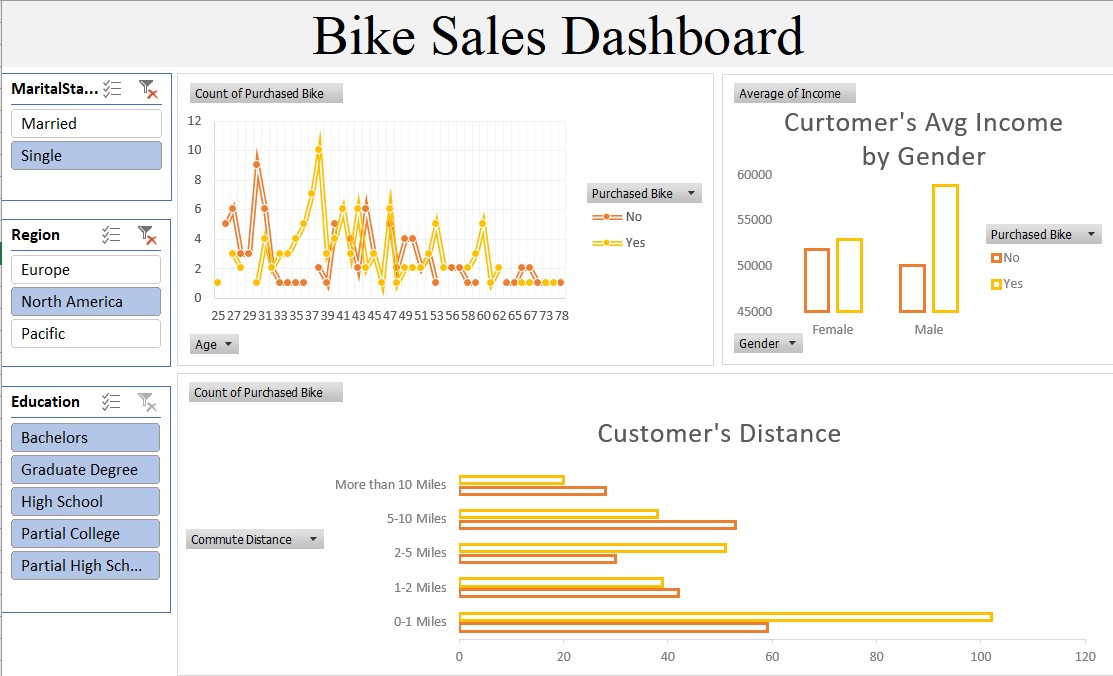 Bike Sales Dashboard
MaritalSta...
Married
Single
Region
Europe
North America
Pacific
Education
Bachelors
Graduate Degree
High School
Partial College
Partial High Sch...
Count of Purchased Bike
12
10
8
6
4
2
0
25 27 29 31 33 35 37 39 41 43 45 47 49 51 53 56 58 60 62 65 67 73 78
Purchased Bike
No
Yes
Age
Average of Income
Curtomer's Avg Income
by Gender
60000
55000
50000
45000
Female Male
Purchased Bike
No
Yes
Gender
Count of Purchased Bike
Customer's Distance
More than 10 Miles
5-10 Miles
2-5 Miles
1-2 Miles
0-1 Miles
Commute Distance
0 20 40 60 80 100 120